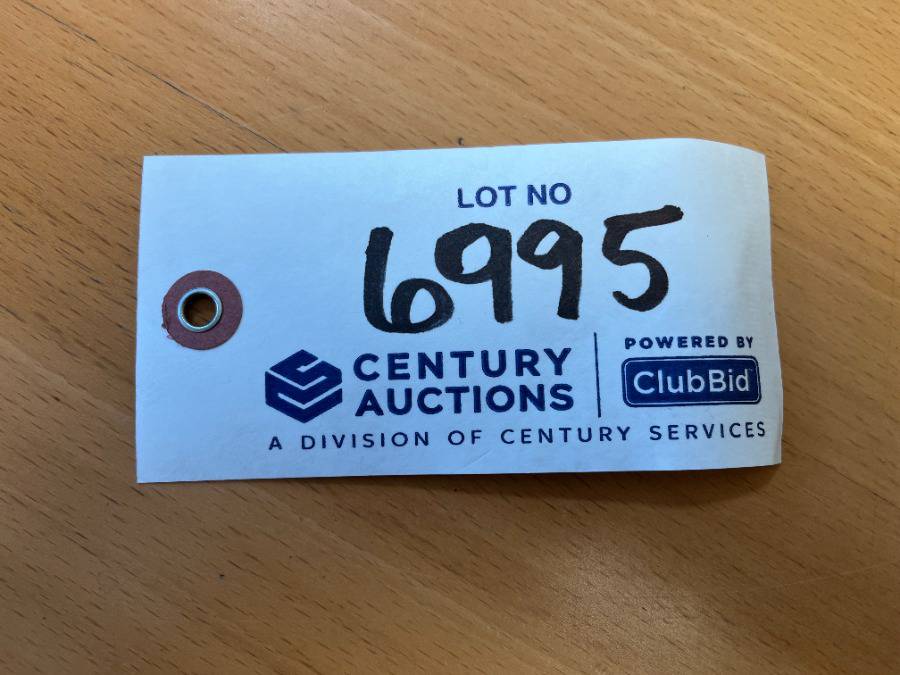 LOT NO
6995
CENTURY AUCTIONS
POWERED BY
ClubBid
A DIVISION OF CENTURY SERVICES